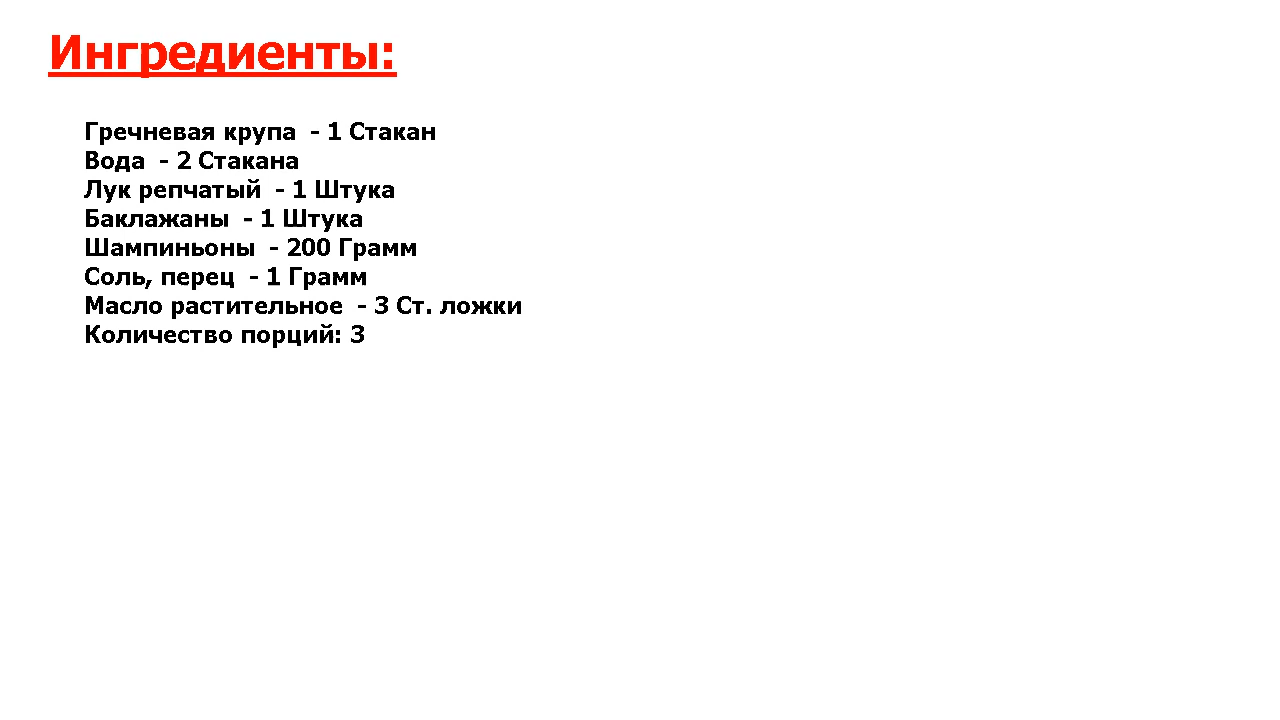 Ингредиенты:
Гречневая крупа  - 1 Стакан
Вода  - 2 Стакана
Лук репчатый  - 1 Штука
Баклажаны  - 1 Штука
Шампиньоны  - 200 Грамм
Соль, перец  - 1 Грамм
Масло растительное  - 3 Ст. ложки
Количество порций: 3